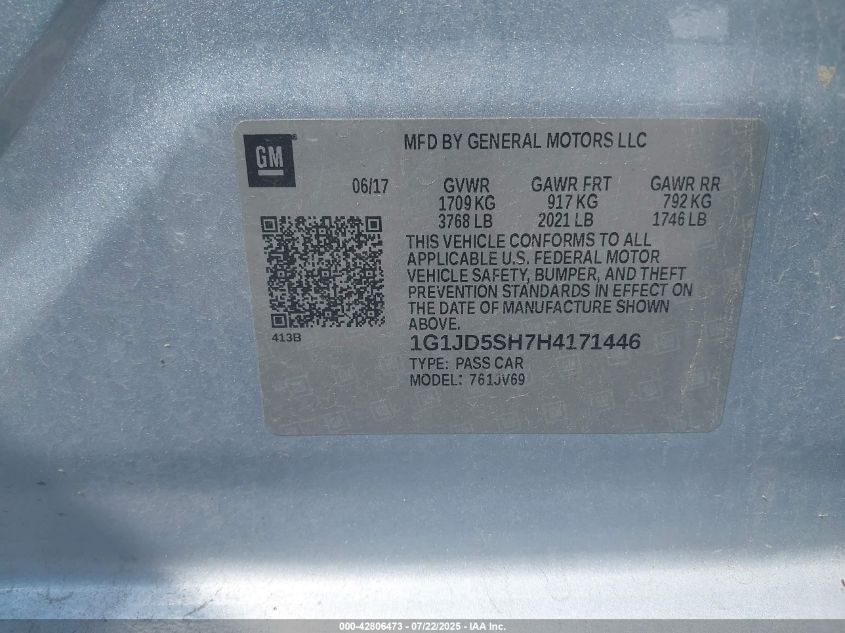 GM
MFD BY GENERAL MOTORS LLC
06/17 GVWR GAWR FRT GAWR RR
1709 KG 917 KG 792 KG
3768 LB 2021 LB 1746 LB
THIS VEHICLE CONFORMS TO ALL
APPLICABLE U.S. FEDERAL MOTOR
VEHICLE SAFETY, BUMPER, AND THEFT
PREVENTION STANDARDS IN EFFECT ON
THE DATE OF MANUFACTURE SHOWN
ABOVE.
413B
1G1JD5SH7H4171446
TYPE: PASS CAR
MODEL: 761JV69
000-42806473 - 07/22/2025 - IAA Inc.